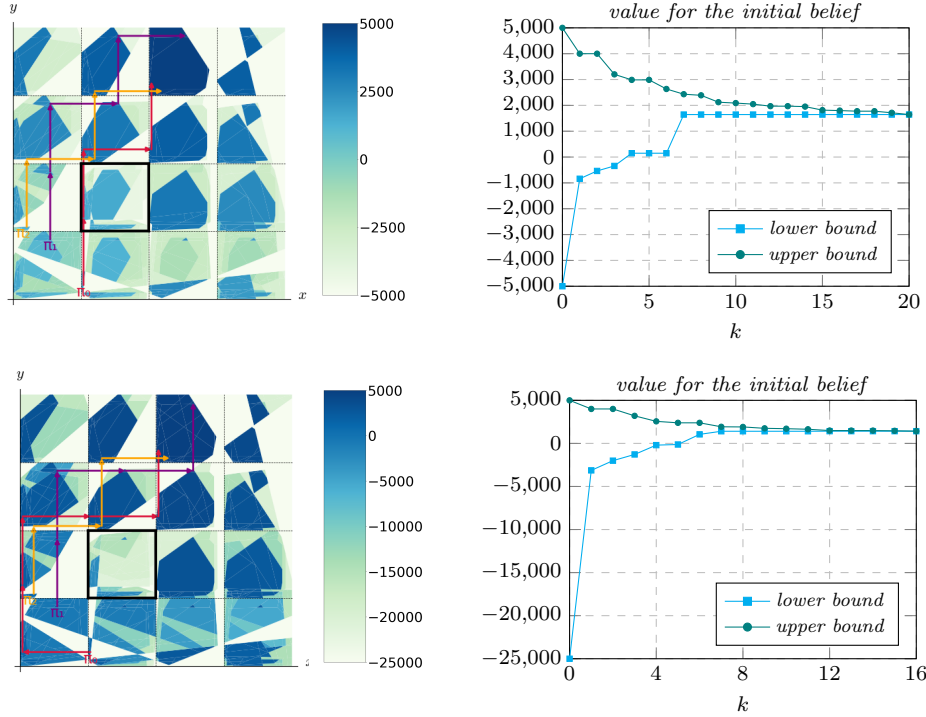 y
5000
2500
0
−2500
−5000
π₁
x
value for the initial belief
5,000
4,000
3,000
2,000
1,000
0
−1,000
−2,000
−3,000
−4,000
−5,000
lower bound
upper bound
0 5 10 15 20
k
y
5000
0
−5000
−10000
−15000
−20000
−25000
π₁
value for the initial belief
5,000
0
−5,000
−10,000
−15,000
−20,000
−25,000
lower bound
upper bound
0 4 8 12 16
k